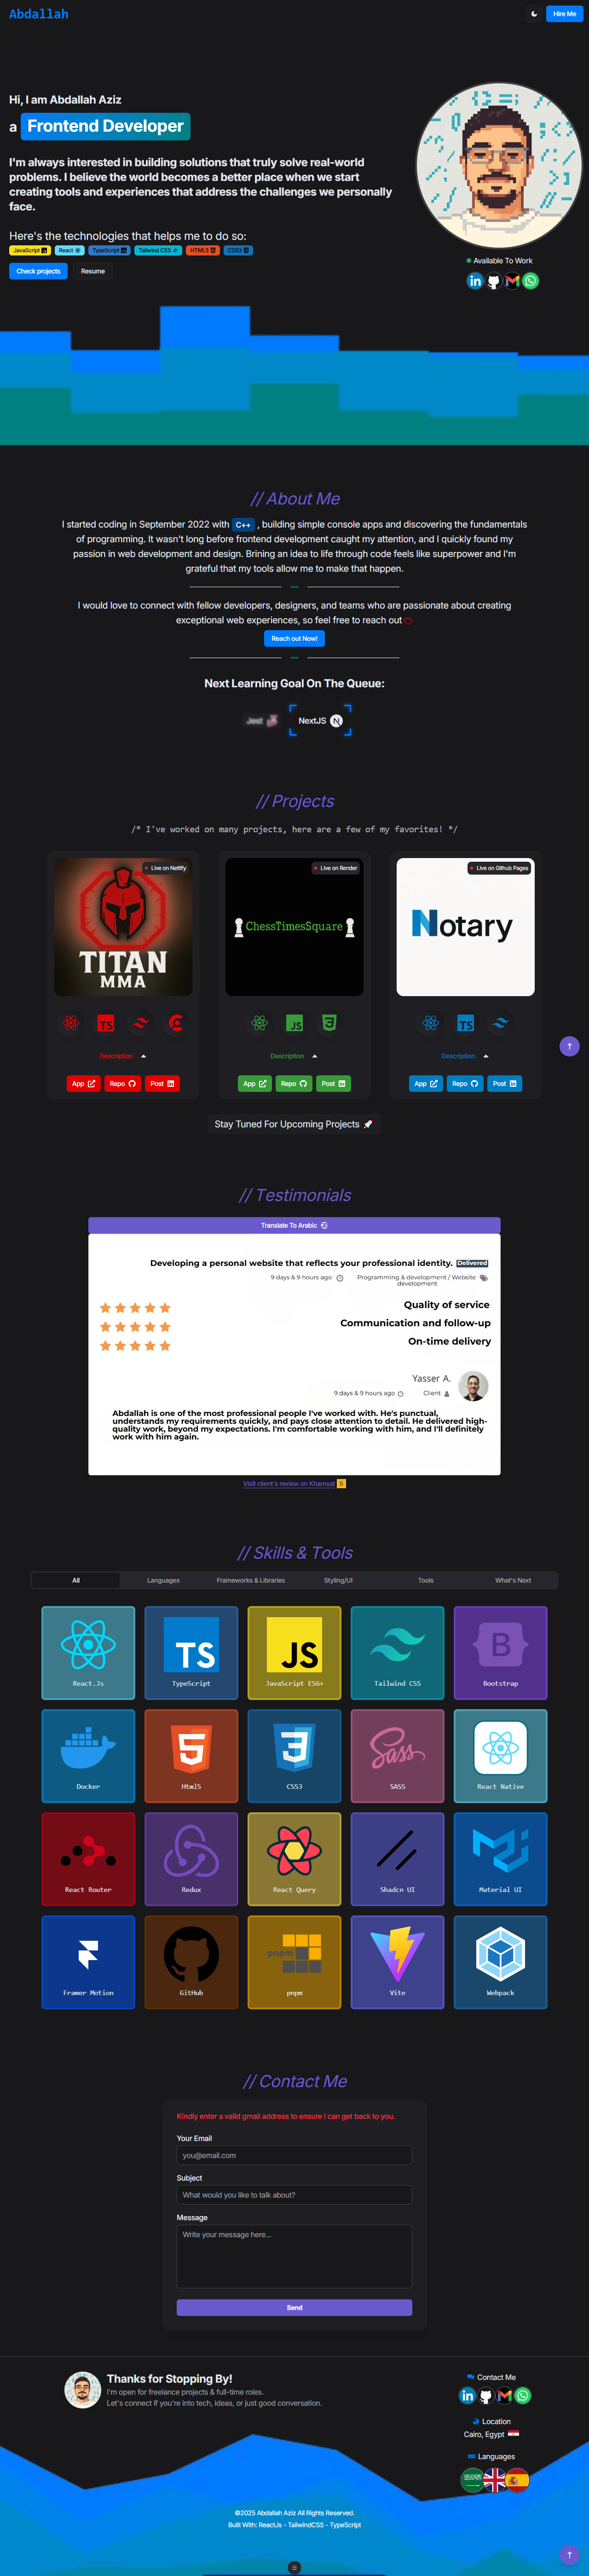 Abdallah
Hire Me
Hi, I am Abdallah Aziz
a Frontend Developer
I'm always interested in building solutions that truly solve real-world
problems. I believe the world becomes a better place when we start
creating tools and experiences that address the challenges we personally
face.
Here's the technologies that helps me to do so:
JavaScript React TypeScript Tailwind CSS HTML5 CSS3
Check projects Resume
Available To Work
// About Me
I started coding in September 2022 with C++ , building simple console apps and discovering the fundamentals
of programming. It wasn't long before frontend development caught my attention, and I quickly found my
passion in web development and design. Brining an idea to life through code feels like superpower and I'm
grateful that my tools allow me to make that happen.
I would love to connect with fellow developers, designers, and teams who are passionate about creating
exceptional web experiences, so feel free to reach out
Reach out Now!
Next Learning Goal On The Queue:
Jest NextJS N
// Projects
/* I've worked on many projects, here are a few of my favorites! */
Live on Netlify
TITAN
MMA
TS
Description
App Repo Post
Live on Render
ChessTimesSquare
JS
Description
App Repo Post
Live on Github Pages
Notary
TS
Description
App Repo Post
Stay Tuned For Upcoming Projects
// Testimonials
Translate To Arabic
Developing a personal website that reflects your professional identity. Delivered
9 days & 9 hours ago Programming & development / Website
development
Quality of service
Communication and follow-up
On-time delivery
Yasser A.
9 days & 9 hours ago Client
Abdallah is one of the most professional people I've worked with. He's punctual,
understands my requirements quickly, and pays close attention to detail. He delivered high-
quality work, beyond my expectations. I'm comfortable working with him, and I'll definitely
work with him again.
Visit client's review on Khamsat 5
// Skills & Tools
All Languages Frameworks & Libraries Styling/UI Tools What's Next
TS JS B
React.Js TypeScript JavaScript ES6+ Tailwind CSS Bootstrap
5 3 Sass
Docker Html5 CSS3 SASS React Native
React Router Redux React Query Shadcn UI Material UI
pnpm
Framer Motion GitHub pnpm Vite Webpack
// Contact Me
Kindly enter a valid gmail address to ensure I can get back to you.
Your Email
you@email.com
Subject
What would you like to talk about?
Message
Write your message here...
Send
Thanks for Stopping By!
I'm open for freelance projects & full-time roles.
Let's connect if you're into tech, ideas, or just good conversation.
Contact Me
in
Location
Cairo, Egypt
Languages
©2025 Abdallah Aziz All Rights Reserved.
Built With: ReactJs - TailwindCSS - TypeScript